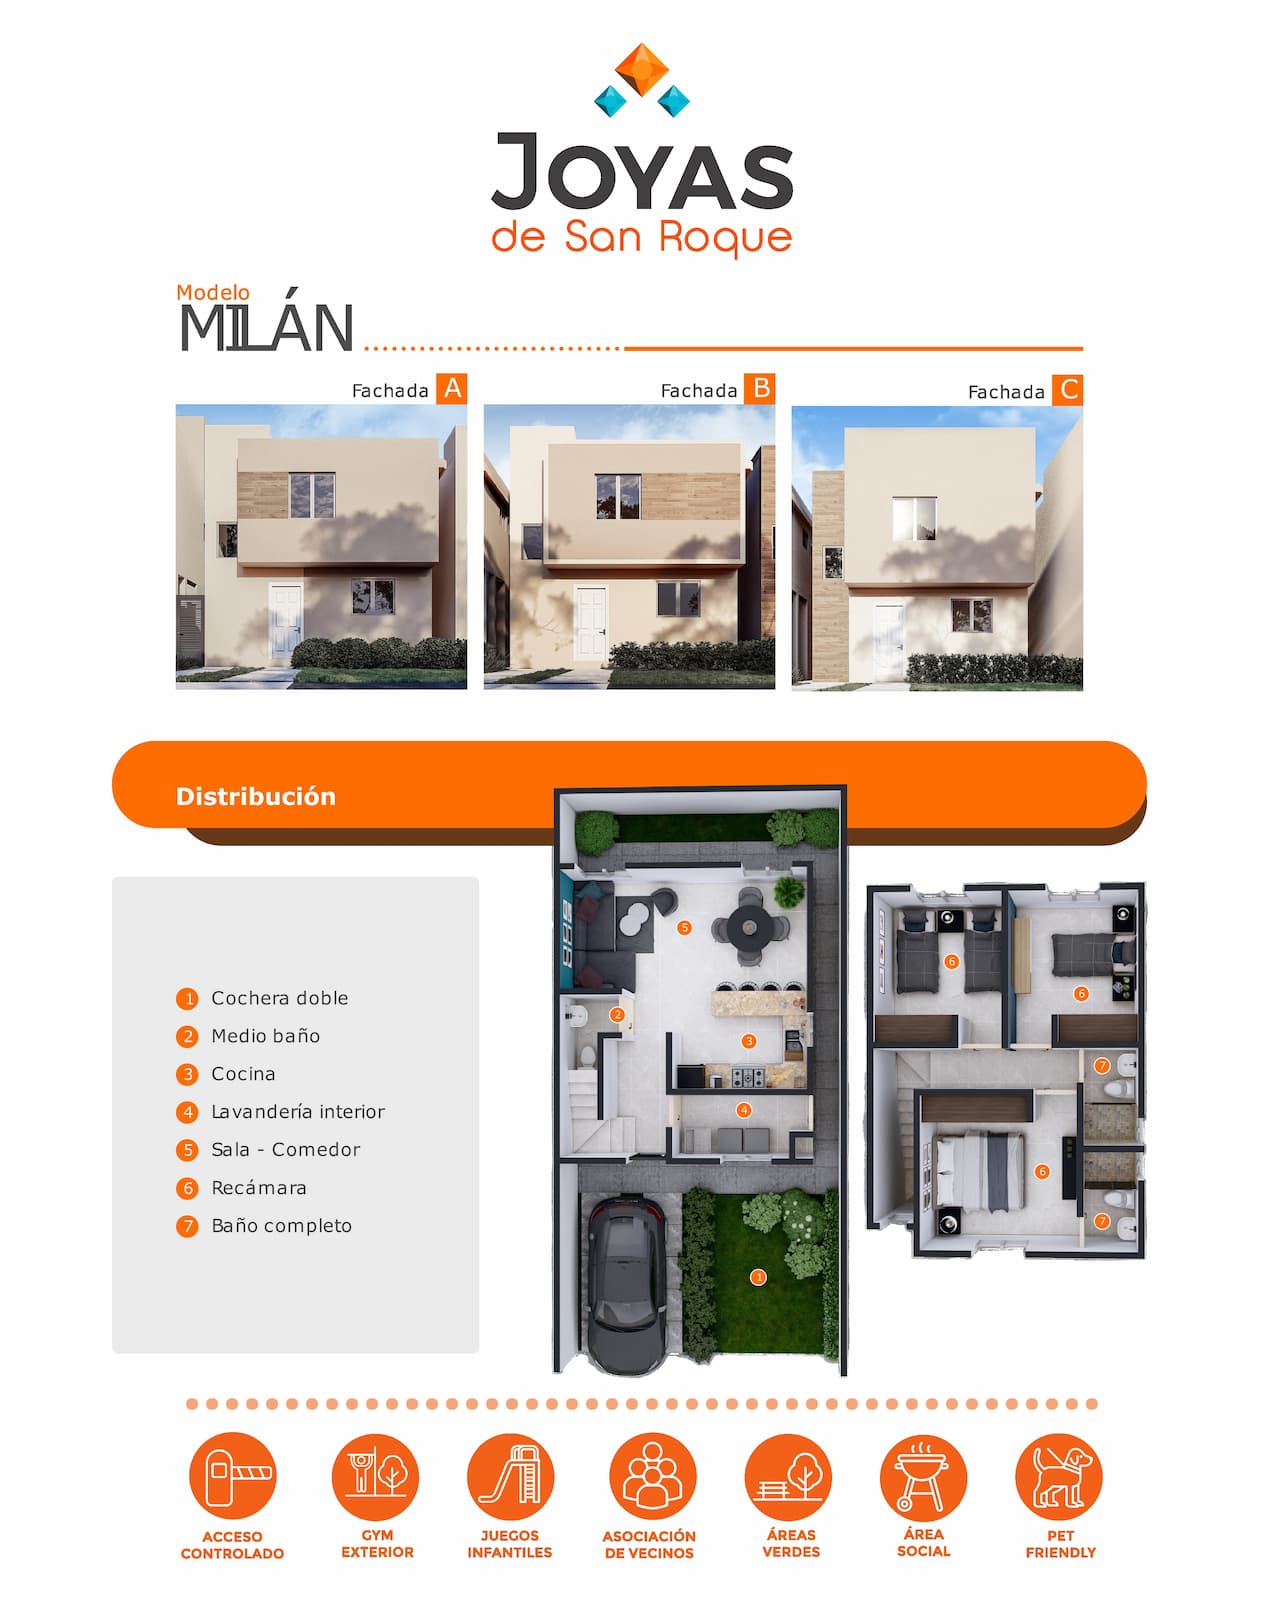 JOYAS
de San Roque
Modelo
MILÁN
Fachada A
Fachada B
Fachada C
Distribución
1 Cochera doble
2 Medio baño
3 Cocina
4 Lavandería interior
5 Sala - Comedor
6 Recámara
7 Baño completo
5
2
3
4
1
6
6
7
6
7
ACCESO
CONTROLADO
GYM
EXTERIOR
JUEGOS
INFANTILES
ASOCIACIÓN
DE VECINOS
ÁREAS
VERDES
ÁREA
SOCIAL
PET
FRIENDLY